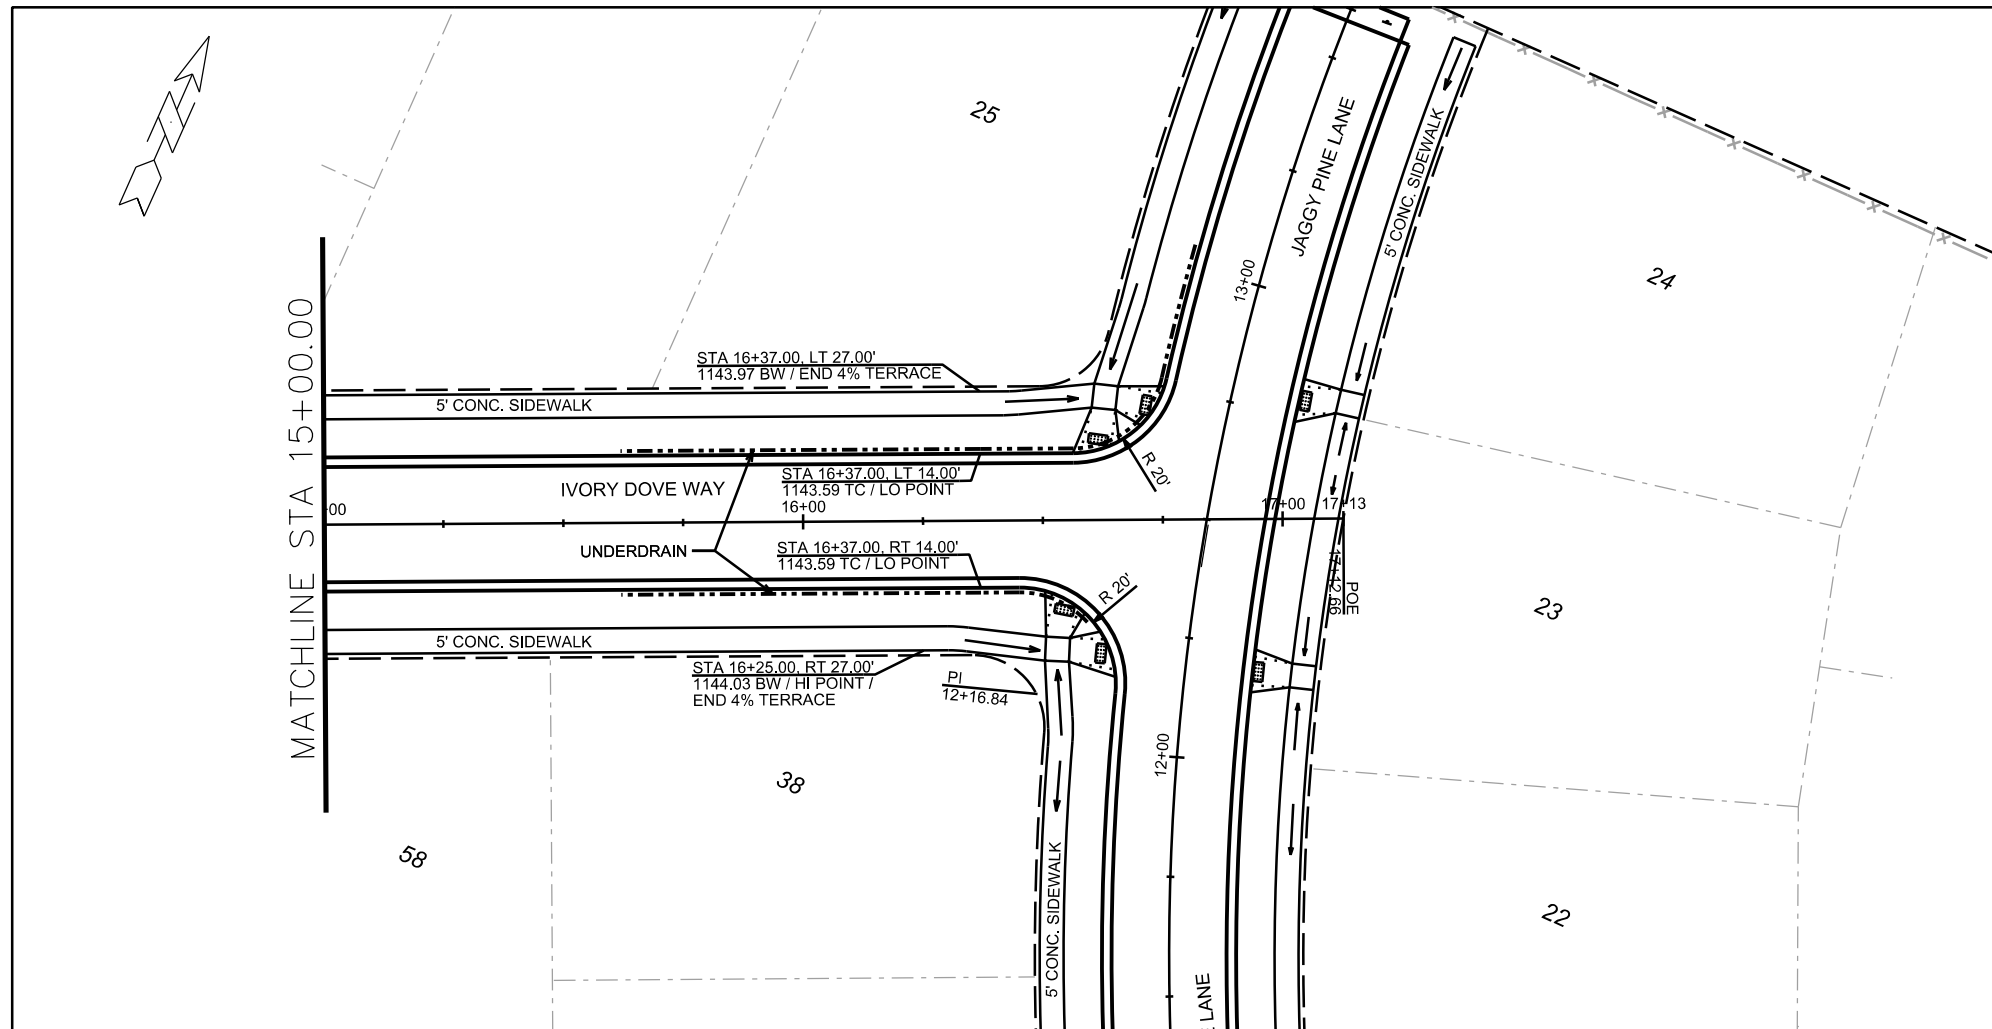 25
JAGGY PINE LANE
5' CONC. SIDEWALK
24
13+00
MATCHLINE STA 15+00.00
STA 16+37.00, LT 27.00'
1143.97 BW / END 4% TERRACE
5' CONC. SIDEWALK
R 20'
STA 16+37.00, LT 14.00'
1143.59 TC / LO POINT
IVORY DOVE WAY
+00
16+00
17+00
17+13
UNDERDRAIN
STA 16+37.00, RT 14.00'
1143.59 TC / LO POINT
R 20'
POE
17+12.66
23
5' CONC. SIDEWALK
STA 16+25.00, RT 27.00'
1144.03 BW / HI POINT /
END 4% TERRACE
PI
12+16.84
12+00
38
58
5' CONC. SIDEWALK
22
LANE